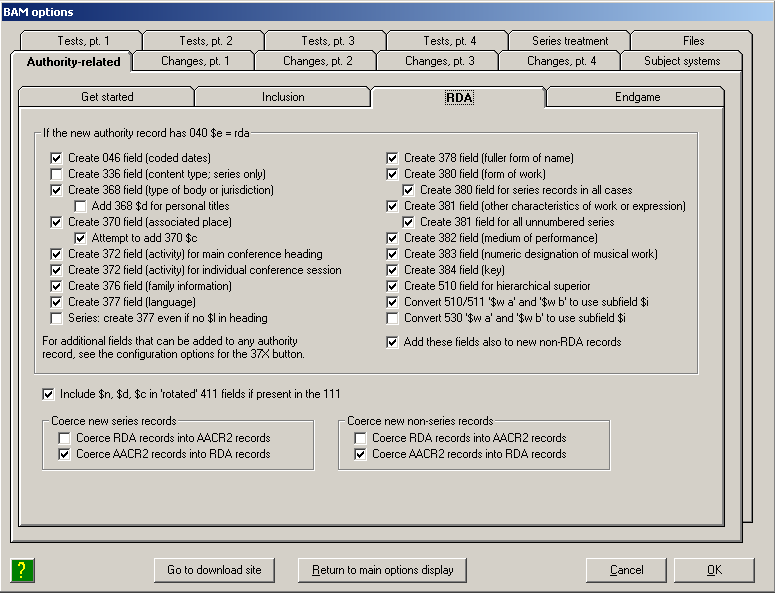 BAM options
Tests, pt. 1
Tests, pt. 2
Tests, pt. 3
Tests, pt. 4
Series treatment
Files
Authority-related
Changes, pt. 1
Changes, pt. 2
Changes, pt. 3
Changes, pt. 4
Subject systems
Get started
Inclusion
RDA
Endgame
If the new authority record has 040 $e = rda
Create 046 field (coded dates)
Create 336 field (content type; series only)
Create 368 field (type of body or jurisdiction)
Add 368 $d for personal titles
Create 370 field (associated place)
Attempt to add 370 $c
Create 372 field (activity) for main conference heading
Create 372 field (activity) for individual conference session
Create 376 field (family information)
Create 377 field (language)
Series: create 377 even if no $l in heading
For additional fields that can be added to any authority
record, see the configuration options for the 37X button.
Create 378 field (fuller form of name)
Create 380 field (form of work)
Create 380 field for series records in all cases
Create 381 field (other characteristics of work or expression)
Create 381 field for all unnumbered series
Create 382 field (medium of performance)
Create 383 field (numeric designation of musical work)
Create 384 field (key)
Create 510 field for hierarchical superior
Convert 510/511 '$w a' and '$w b' to use subfield $i
Convert 530 '$w a' and '$w b' to use subfield $i
Add these fields also to new non-RDA records
Include $n, $d, $c in 'rotated' 411 fields if present in the 111
Coerce new series records
Coerce RDA records into AACR2 records
Coerce AACR2 records into RDA records
Coerce new non-series records
Coerce RDA records into AACR2 records
Coerce AACR2 records into RDA records
?
Go to download site
Return to main options display
Cancel
OK